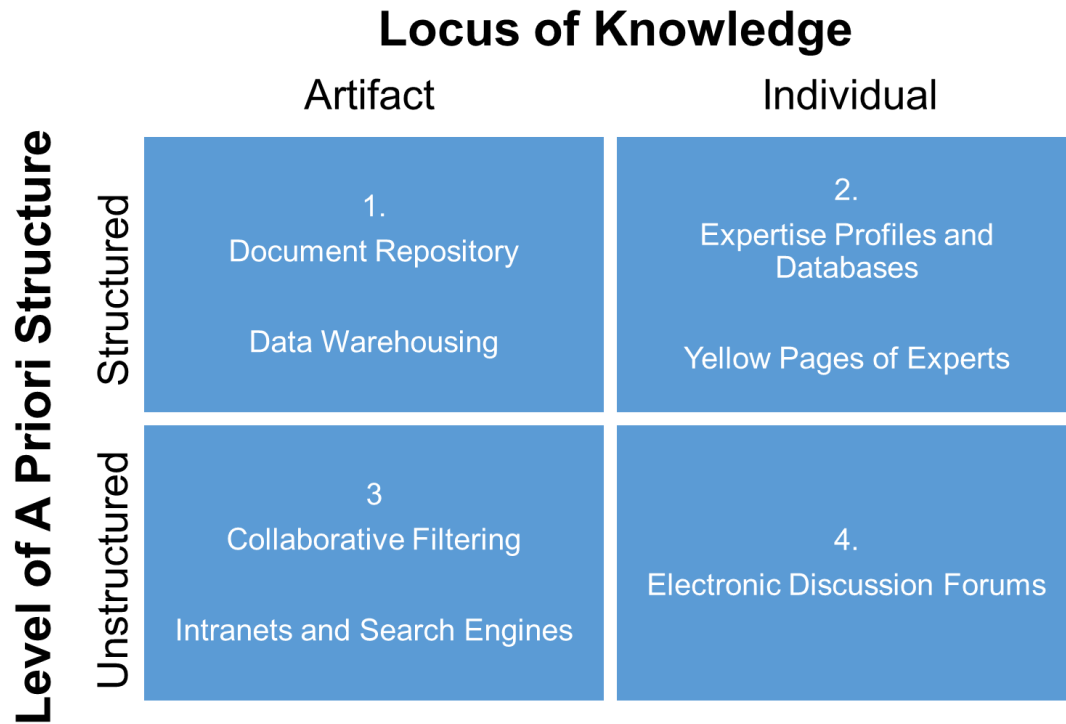 Locus of Knowledge
Artifact
Individual
Level of A Priori Structure
Structured
1.
Document Repository
Data Warehousing
2.
Expertise Profiles and
Databases
Yellow Pages of Experts
Unstructured
3
Collaborative Filtering
Intranets and Search Engines
4.
Electronic Discussion Forums